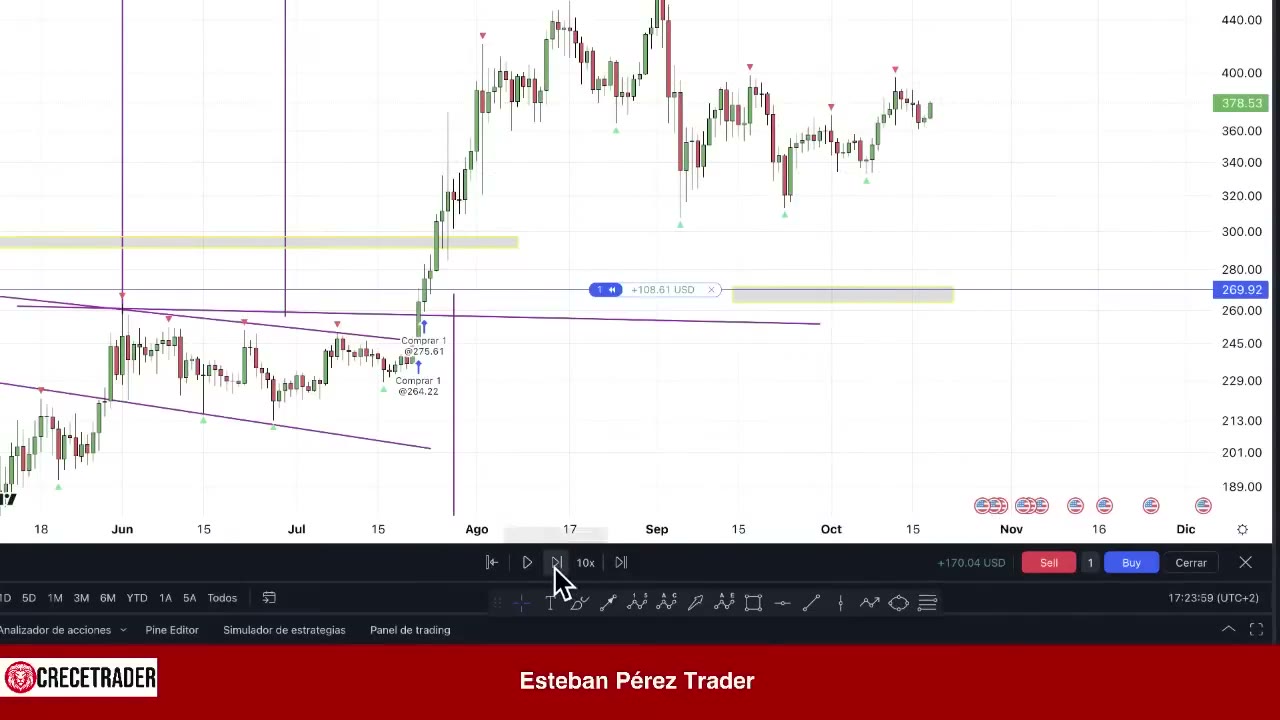 440.00
400.00
378.53
360.00
340.00
320.00
300.00
280.00
1 +108.61 USD
269.92
260.00
Comprar 1
@275.61
245.00
Comprar 1
@264.22
229.00
213.00
201.00
189.00
18 Jun 15 Jul 15 Ago 17 Sep 15 Oct 15 Nov 16 Dic
10x +170.04 USD Sell 1 Buy Cerrar
1D 5D 1M 3M 6M YTD 1A 5A Todos
17:23:59 (UTC+2)
Analizador de acciones Pine Editor Simulador de estrategias Panel de trading
CRECETRADER
Esteban Pérez Trader